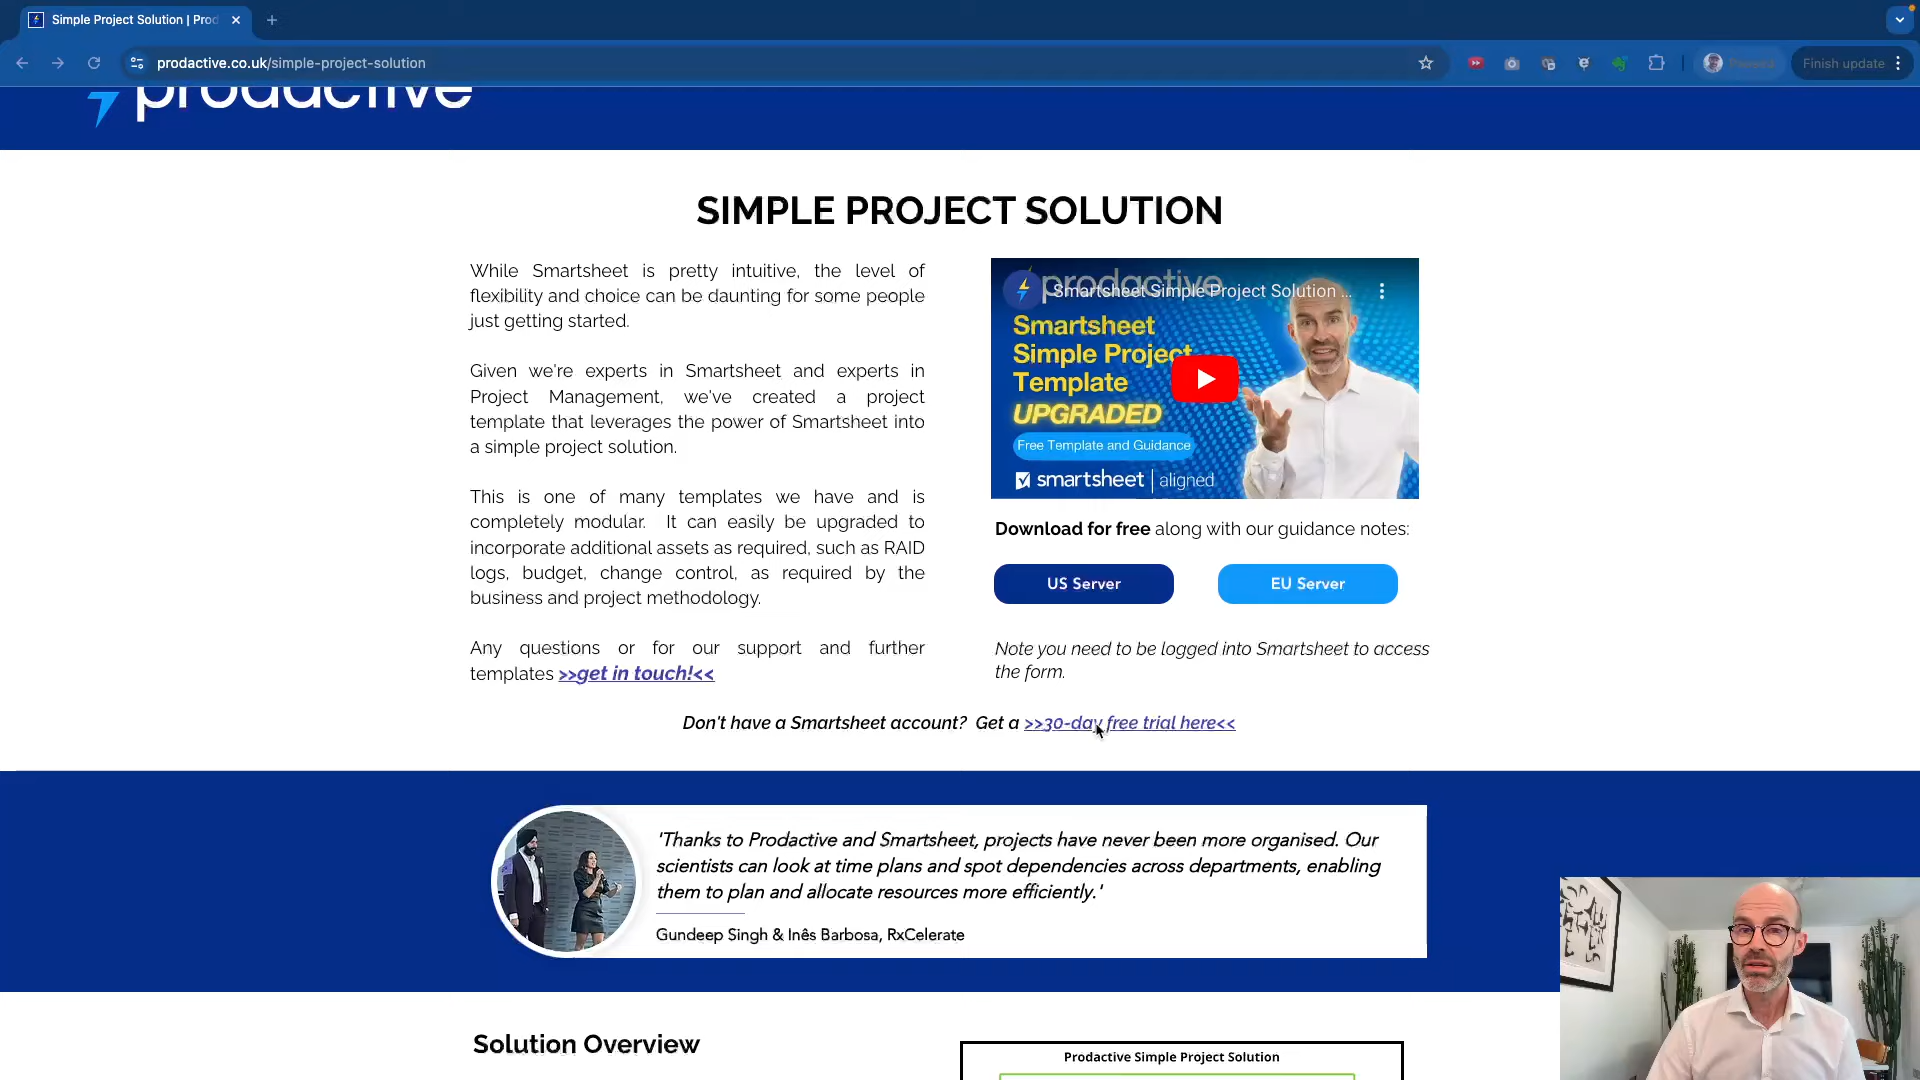 Simple Project Solution | Prod
prodactive.co.uk/simple-project-solution
Finish update
prodactive
SIMPLE PROJECT SOLUTION
While Smartsheet is pretty intuitive, the level of
flexibility and choice can be daunting for some people
just getting started.
Given we're experts in Smartsheet and experts in
Project Management, we've created a project
template that leverages the power of Smartsheet into
a simple project solution.
This is one of many templates we have and is
completely modular. It can easily be upgraded to
incorporate additional assets as required, such as RAID
logs, budget, change control, as required by the
business and project methodology.
Any questions or for our support and further
templates >>get in touch!<<
prodactive
Smartsheet Simple Project Solution ...
Smartsheet
Simple Project
Template
UPGRADED
Free Template and Guidance
smartsheet | aligned
Download for free along with our guidance notes:
US Server
EU Server
Note you need to be logged into Smartsheet to access
the form.
Don't have a Smartsheet account? Get a >>30-day free trial here<<
'Thanks to Prodactive and Smartsheet, projects have never been more organised. Our
scientists can look at time plans and spot dependencies across departments, enabling
them to plan and allocate resources more efficiently.'
Gundeep Singh & Inês Barbosa, RxCelerate
Solution Overview
Prodactive Simple Project Solution